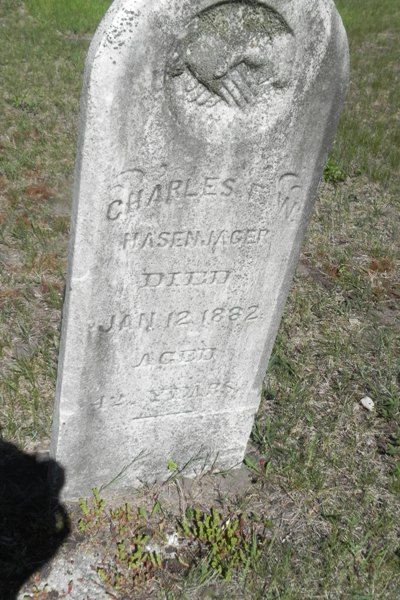 CHARLES F. W.
HASENJAGER
DIED
JAN 12 1882
AGED
YEARS